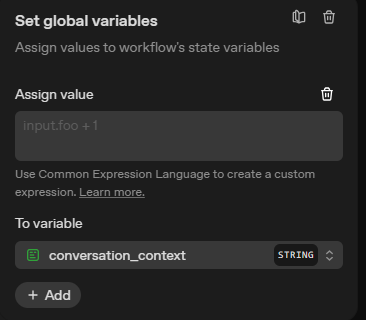 Set global variables
Assign values to workflow's state variables
Assign value
input.foo + 1
Use Common Expression Language to create a custom
expression. Learn more.
To variable
conversation_context STRING
+ Add